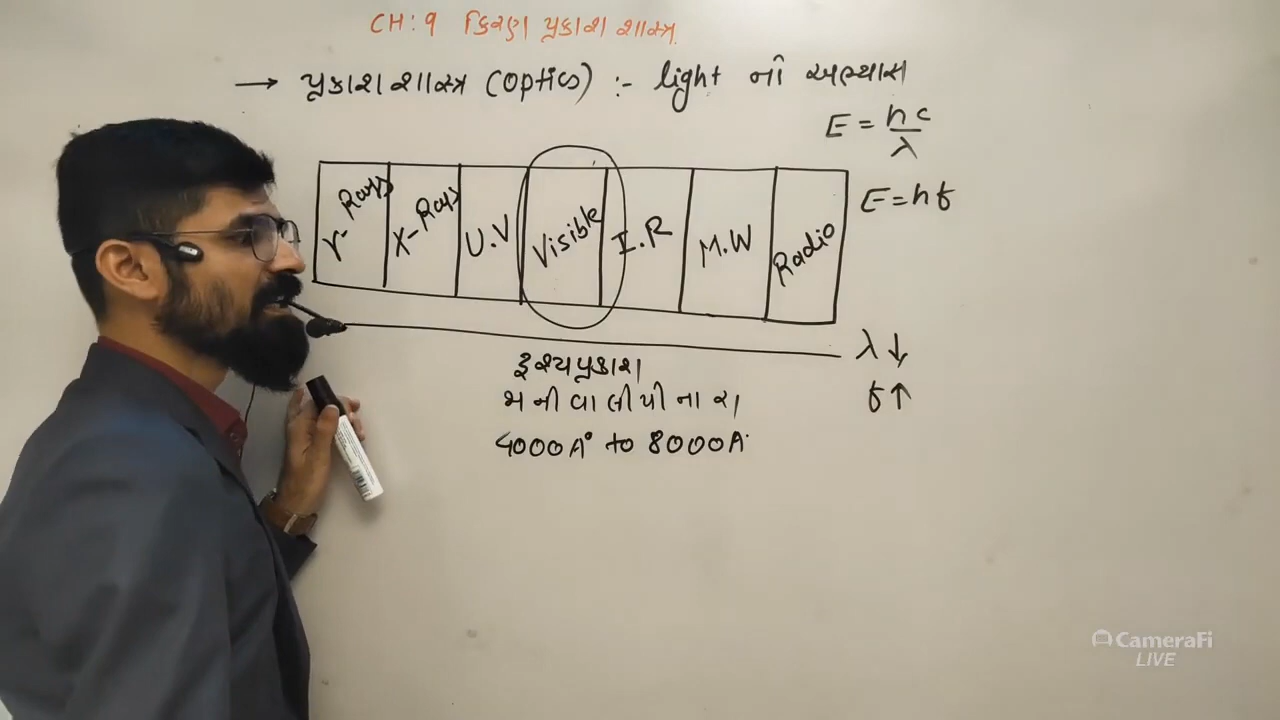 CH: 9 કિરણ પ્રકાશ શાસ્ત્ર
→ પ્રકાશ શાસ્ત્ર (optics) :- light નો અભ્યાસ
E = hc/λ
E = hf
γ-Rays X-Rays U.V Visible I.R M.W Radio
λ ↓
f ↑
દ્રશ્યપ્રકાશ
જાનીવાલીપીનારા
4000A° to 8000A°
CameraFi
LIVE